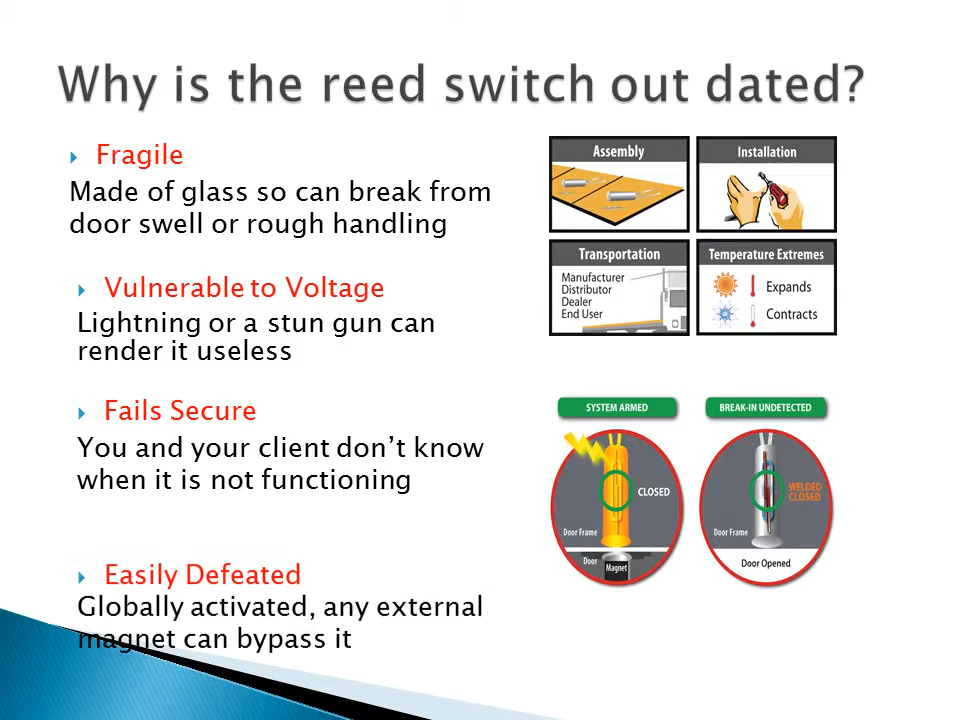 Why is the reed switch out dated?
Fragile
Made of glass so can break from
door swell or rough handling
Vulnerable to Voltage
Lightning or a stun gun can
render it useless
Fails Secure
You and your client don’t know
when it is not functioning
Easily Defeated
Globally activated, any external
magnet can bypass it
Assembly
Installation
Transportation
Manufacturer
Distributor
Dealer
End User
Temperature Extremes
Expands
Contracts
SYSTEM ARMED
CLOSED
Door Frame
Door
Magnet
BREAK-IN UNDETECTED
WELDED
CLOSED
Door Frame
Door Opened